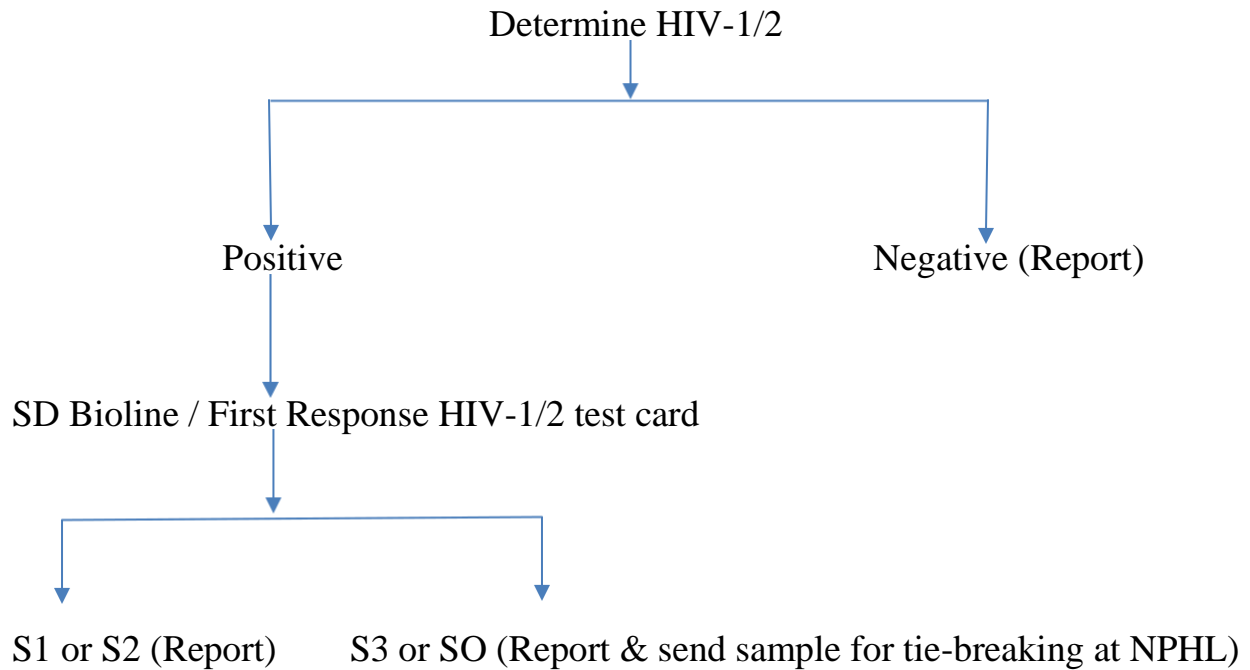 Determine HIV-1/2
Positive
Negative (Report)
SD Bioline / First Response HIV-1/2 test card
S1 or S2 (Report)
S3 or SO (Report & send sample for tie-breaking at NPHL)